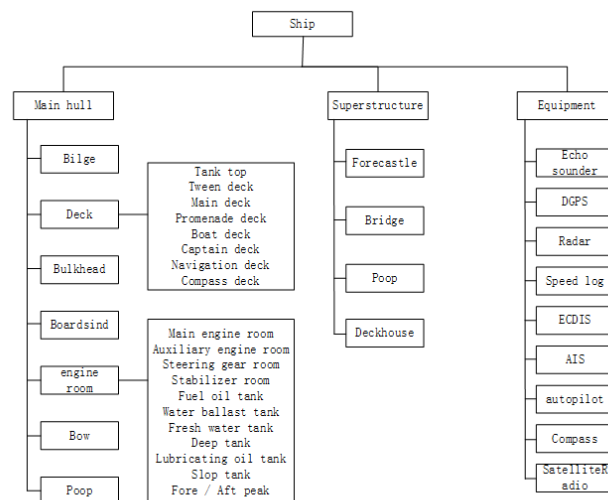 Ship
Main hull
Superstructure
Equipment
Bilge
Deck
Bulkhead
Boardsind
engine
room
Bow
Poop
Tank top
Tween deck
Main deck
Promenade deck
Boat deck
Captain deck
Navigation deck
Compass deck
Main engine room
Auxiliary engine room
Steering gear room
Stabilizer room
Fuel oil tank
Water ballast tank
Fresh water tank
Deep tank
Lubricating oil tank
Slop tank
Fore / Aft peak
Forecastle
Bridge
Poop
Deckhouse
Echo
sounder
DGPS
Radar
Speed log
ECDIS
AIS
autopilot
Compass
SatelliteR
adio